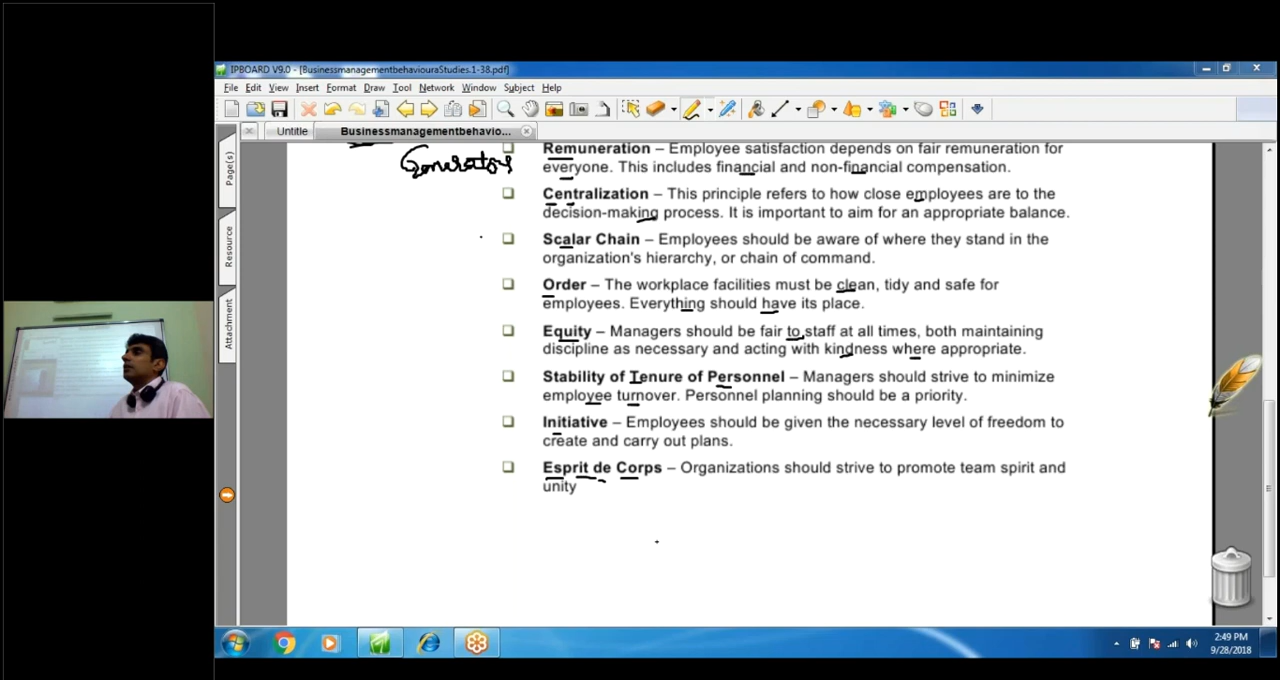 IPBOARD V9.0 - [BusinessmanagementbehaviouraStudies.1-38.pdf]
File Edit View Insert Format Draw Tool Network Window Subject Help
Untitle
Businessmanagementbehavio...
Page(s)
Resource
Attachment
Generators
Remuneration – Employee satisfaction depends on fair remuneration for
everyone. This includes financial and non-financial compensation.
Centralization – This principle refers to how close employees are to the
decision-making process. It is important to aim for an appropriate balance.
Scalar Chain – Employees should be aware of where they stand in the
organization's hierarchy, or chain of command.
Order – The workplace facilities must be clean, tidy and safe for
employees. Everything should have its place.
Equity – Managers should be fair to staff at all times, both maintaining
discipline as necessary and acting with kindness where appropriate.
Stability of Tenure of Personnel – Managers should strive to minimize
employee turnover. Personnel planning should be a priority.
Initiative – Employees should be given the necessary level of freedom to
create and carry out plans.
Esprit de Corps – Organizations should strive to promote team spirit and
unity
2:49 PM
9/28/2018